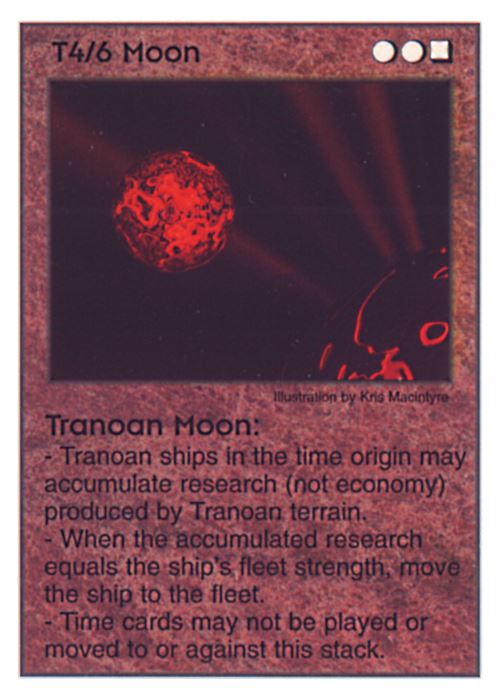 T4/6 Moon
Illustration by Kris Macintyre
Tranoan Moon:
- Tranoan ships in the time origin may
accumulate research (not economy)
produced by Tranoan terrain.
- When the accumulated research
equals the ship's fleet strength, move
the ship to the fleet.
- Time cards may not be played or
moved to or against this stack.